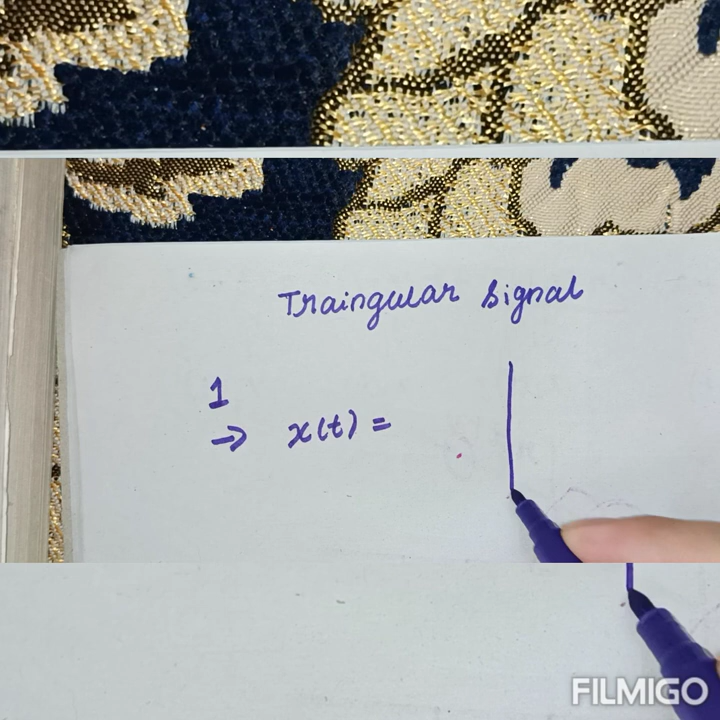 Traingular Signal
1
→ x(t) =
FILMIGO